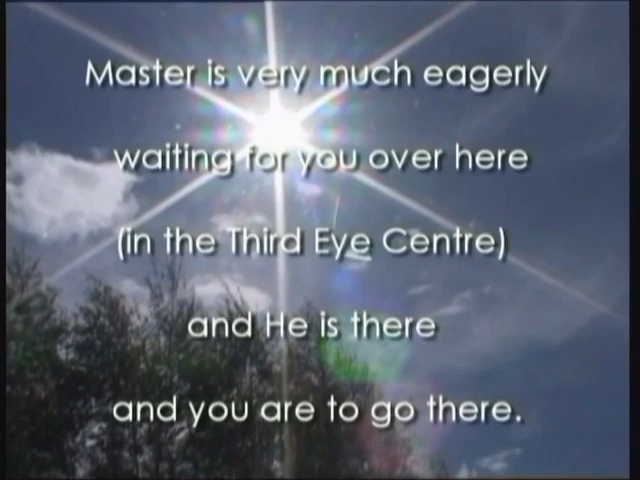 Master is very much eagerly
waiting for you over here
(in the Third Eye Centre)
and He is there
and you are to go there.